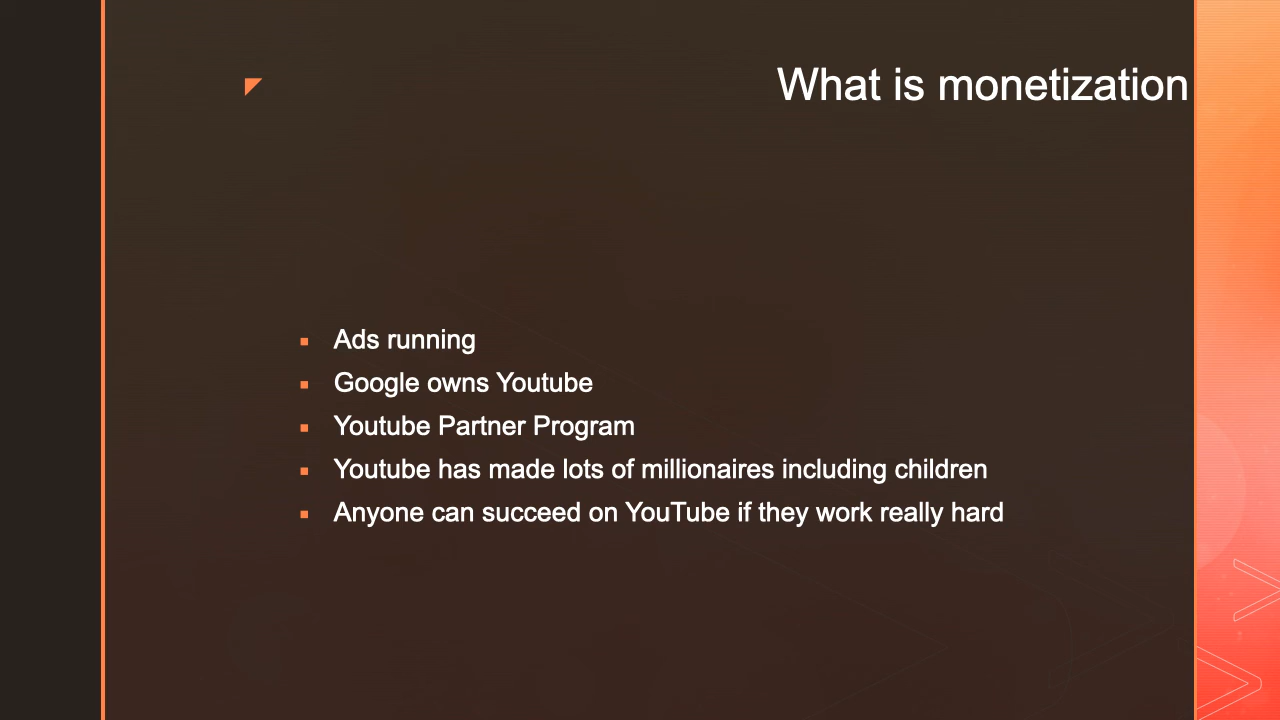 What is monetization
Ads running
Google owns Youtube
Youtube Partner Program
Youtube has made lots of millionaires including children
Anyone can succeed on YouTube if they work really hard